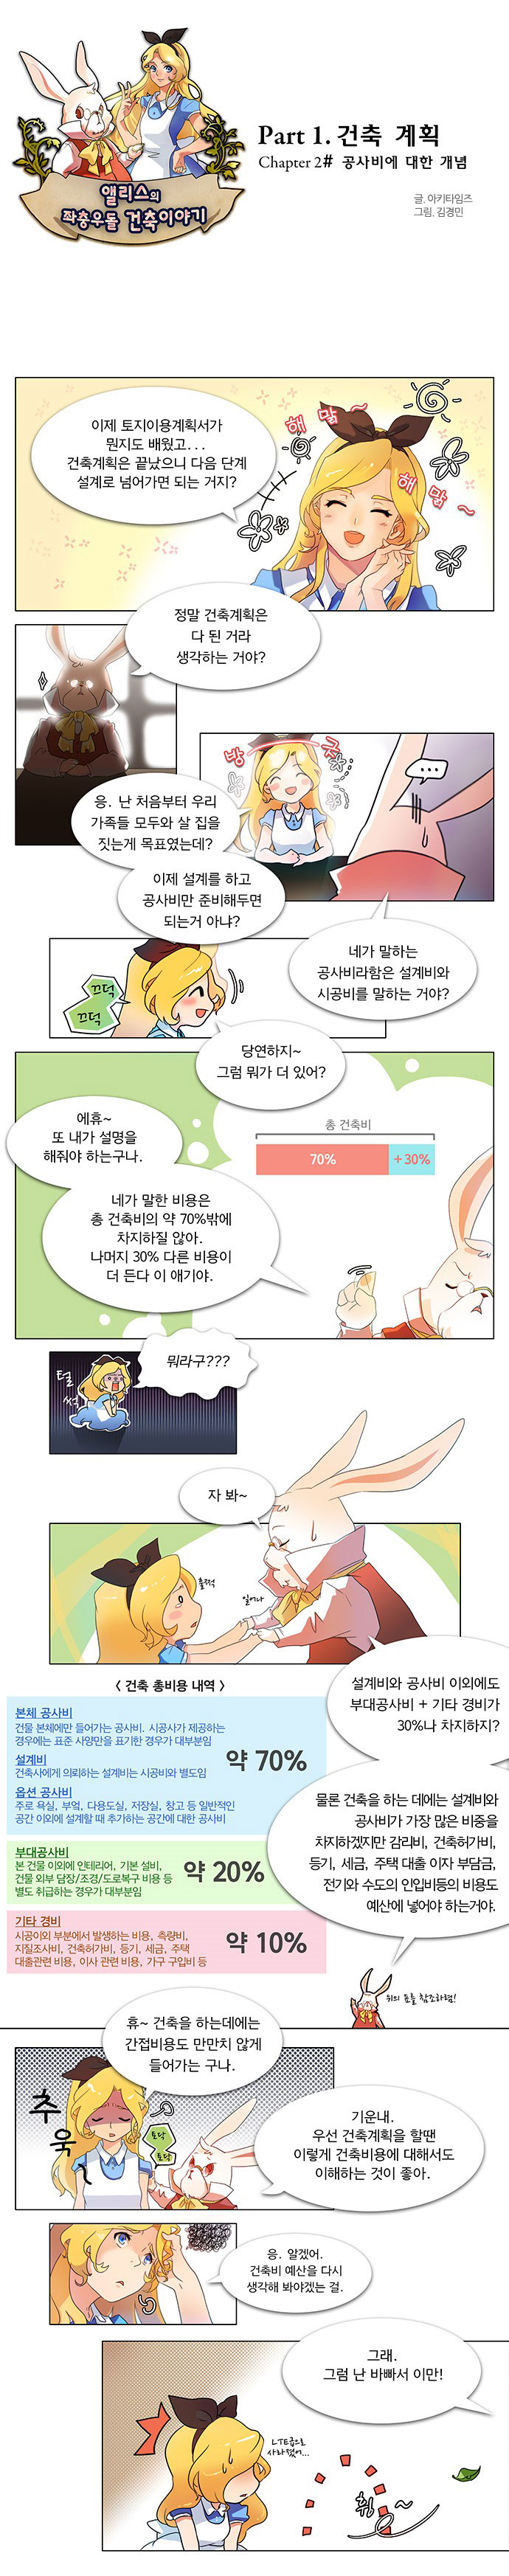 앨리스의
좌충우돌 건축이야기
Part 1. 건축 계획
Chapter 2# 공사비에 대한 개념
글. 아키타임즈
그림. 김경민
이제 토지이용계획서가
뭔지도 배웠고...
건축계획은 끝났으니 다음 단계
설계로 넘어가면 되는 거지?
해맑~
해맑~
정말 건축계획은
다 된 거라
생각하는 거야?
방긋
...
응. 난 처음부터 우리
가족들 모두와 살 집을
짓는게 목표였는데?
이제 설계를 하고
공사비만 준비해두면
되는거 아냐?
네가 말하는
공사비라함은 설계비와
시공비를 말하는 거야?
끄덕
끄덕
당연하지~
그럼 뭐가 더 있어?
에휴~
또 내가 설명을
해줘야 하는구나.
총 건축비
70%
+30%
네가 말한 비용은
총 건축비의 약 70%밖에
차지하질 않아.
나머지 30% 다른 비용이
더 든다 이 얘기야.
뭐라구???
털썩
자 봐~
훌쩍
일어나
< 건축 총비용 내역 >
설계비와 공사비 이외에도
부대공사비 + 기타 경비가
30%나 차지하지?
본체 공사비
건물 본체에만 들어가는 공사비. 시공사가 제공하는
경우에는 표준 사양만을 표기한 경우가 대부분임
설계비
건축사에게 의뢰하는 설계비는 시공비와 별도임
옵션 공사비
주로 욕실, 부엌, 다용도실, 저장실, 창고 등 일반적인
공간 이외에 설계할 때 추가하는 공간에 대한 공사비
약 70%
물론 건축을 하는 데에는 설계비와
공사비가 가장 많은 비중을
차지하겠지만 감리비, 건축허가비,
등기, 세금, 주택 대출 이자 부담금,
전기와 수도의 인입비등의 비용도
예산에 넣어야 하는거야.
부대공사비
본 건물 이외에 인테리어, 기본 설비,
건물 외부 담장/조경/도로복구 비용 등
별도 취급하는 경우가 대부분임
약 20%
기타 경비
시공이외 부분에서 발생하는 비용, 측량비,
지질조사비, 건축허가비, 등기, 세금, 주택
대출관련 비용, 이사 관련 비용, 가구 구입비 등
약 10%
위의 표를 참조하렴!
휴~ 건축을 하는데에는
간접비용도 만만치 않게
들어가는 구나.
추욱~
토닥
토닥
기운내.
우선 건축계획을 할땐
이렇게 건축비용에 대해서도
이해하는 것이 좋아.
응. 알겠어.
건축비 예산을 다시
생각해 봐야겠는 걸.
그래.
그럼 난 바빠서 이만!
LTE급으로
사라졌어...
휭~